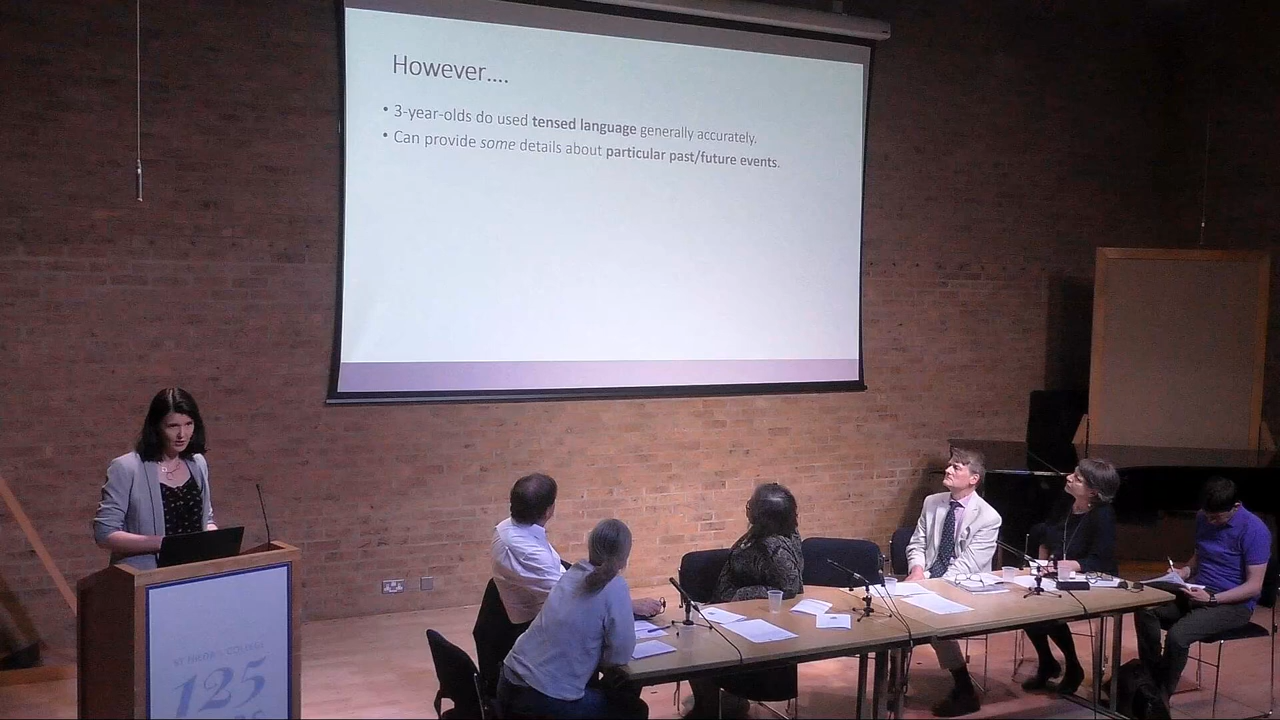 However....
• 3-year-olds do used tensed language generally accurately.
• Can provide some details about particular past/future events.
125